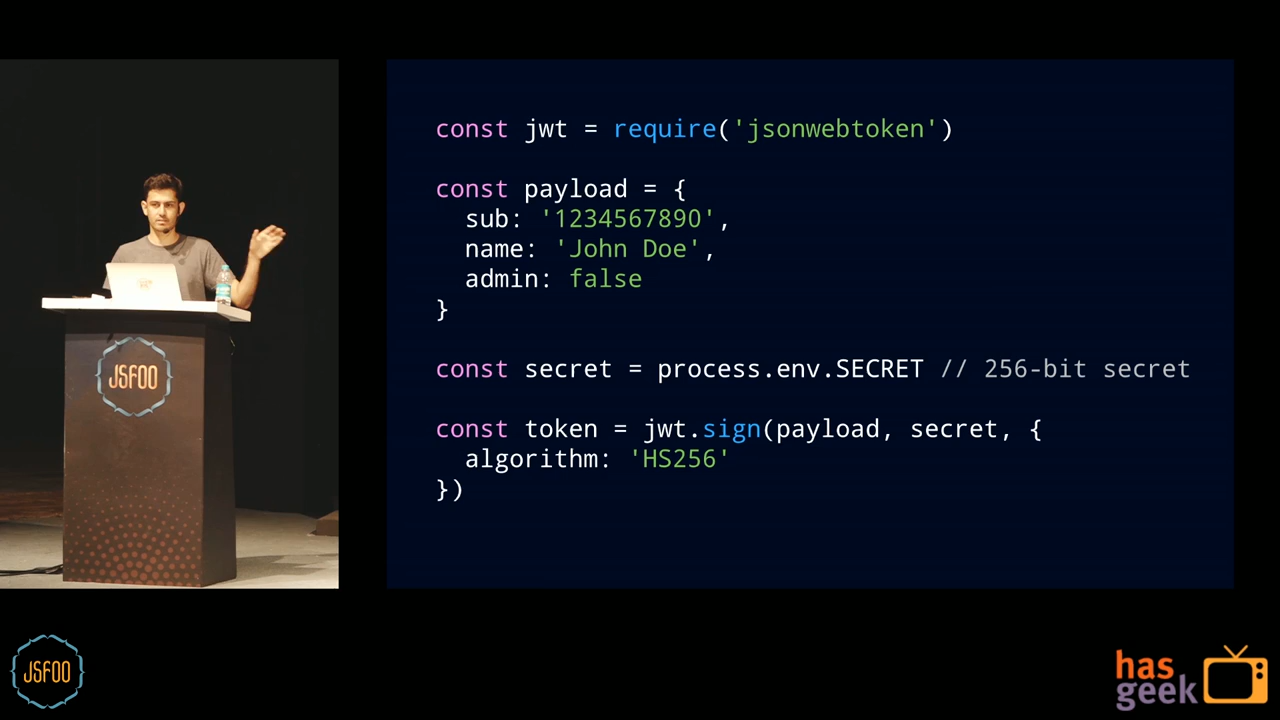 const jwt = require('jsonwebtoken')
const payload = {
  sub: '1234567890',
  name: 'John Doe',
  admin: false
}
const secret = process.env.SECRET // 256-bit secret
const token = jwt.sign(payload, secret, {
  algorithm: 'HS256'
})
JSFOO
JSFOO
has
geek